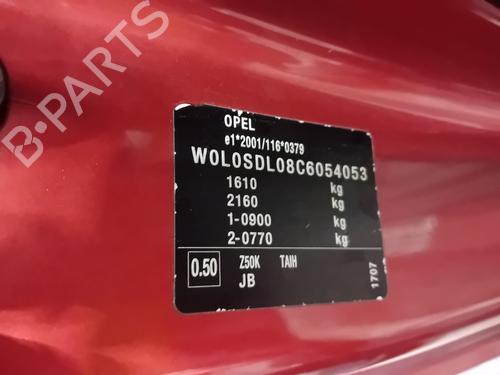 OPEL
e1*2001/116*0379
W0L0SDL08C6054053
1610 kg
2160 kg
1-0900 kg
2-0770 kg
0.50 Z50K TAIH
JB
1707
B-PARTS